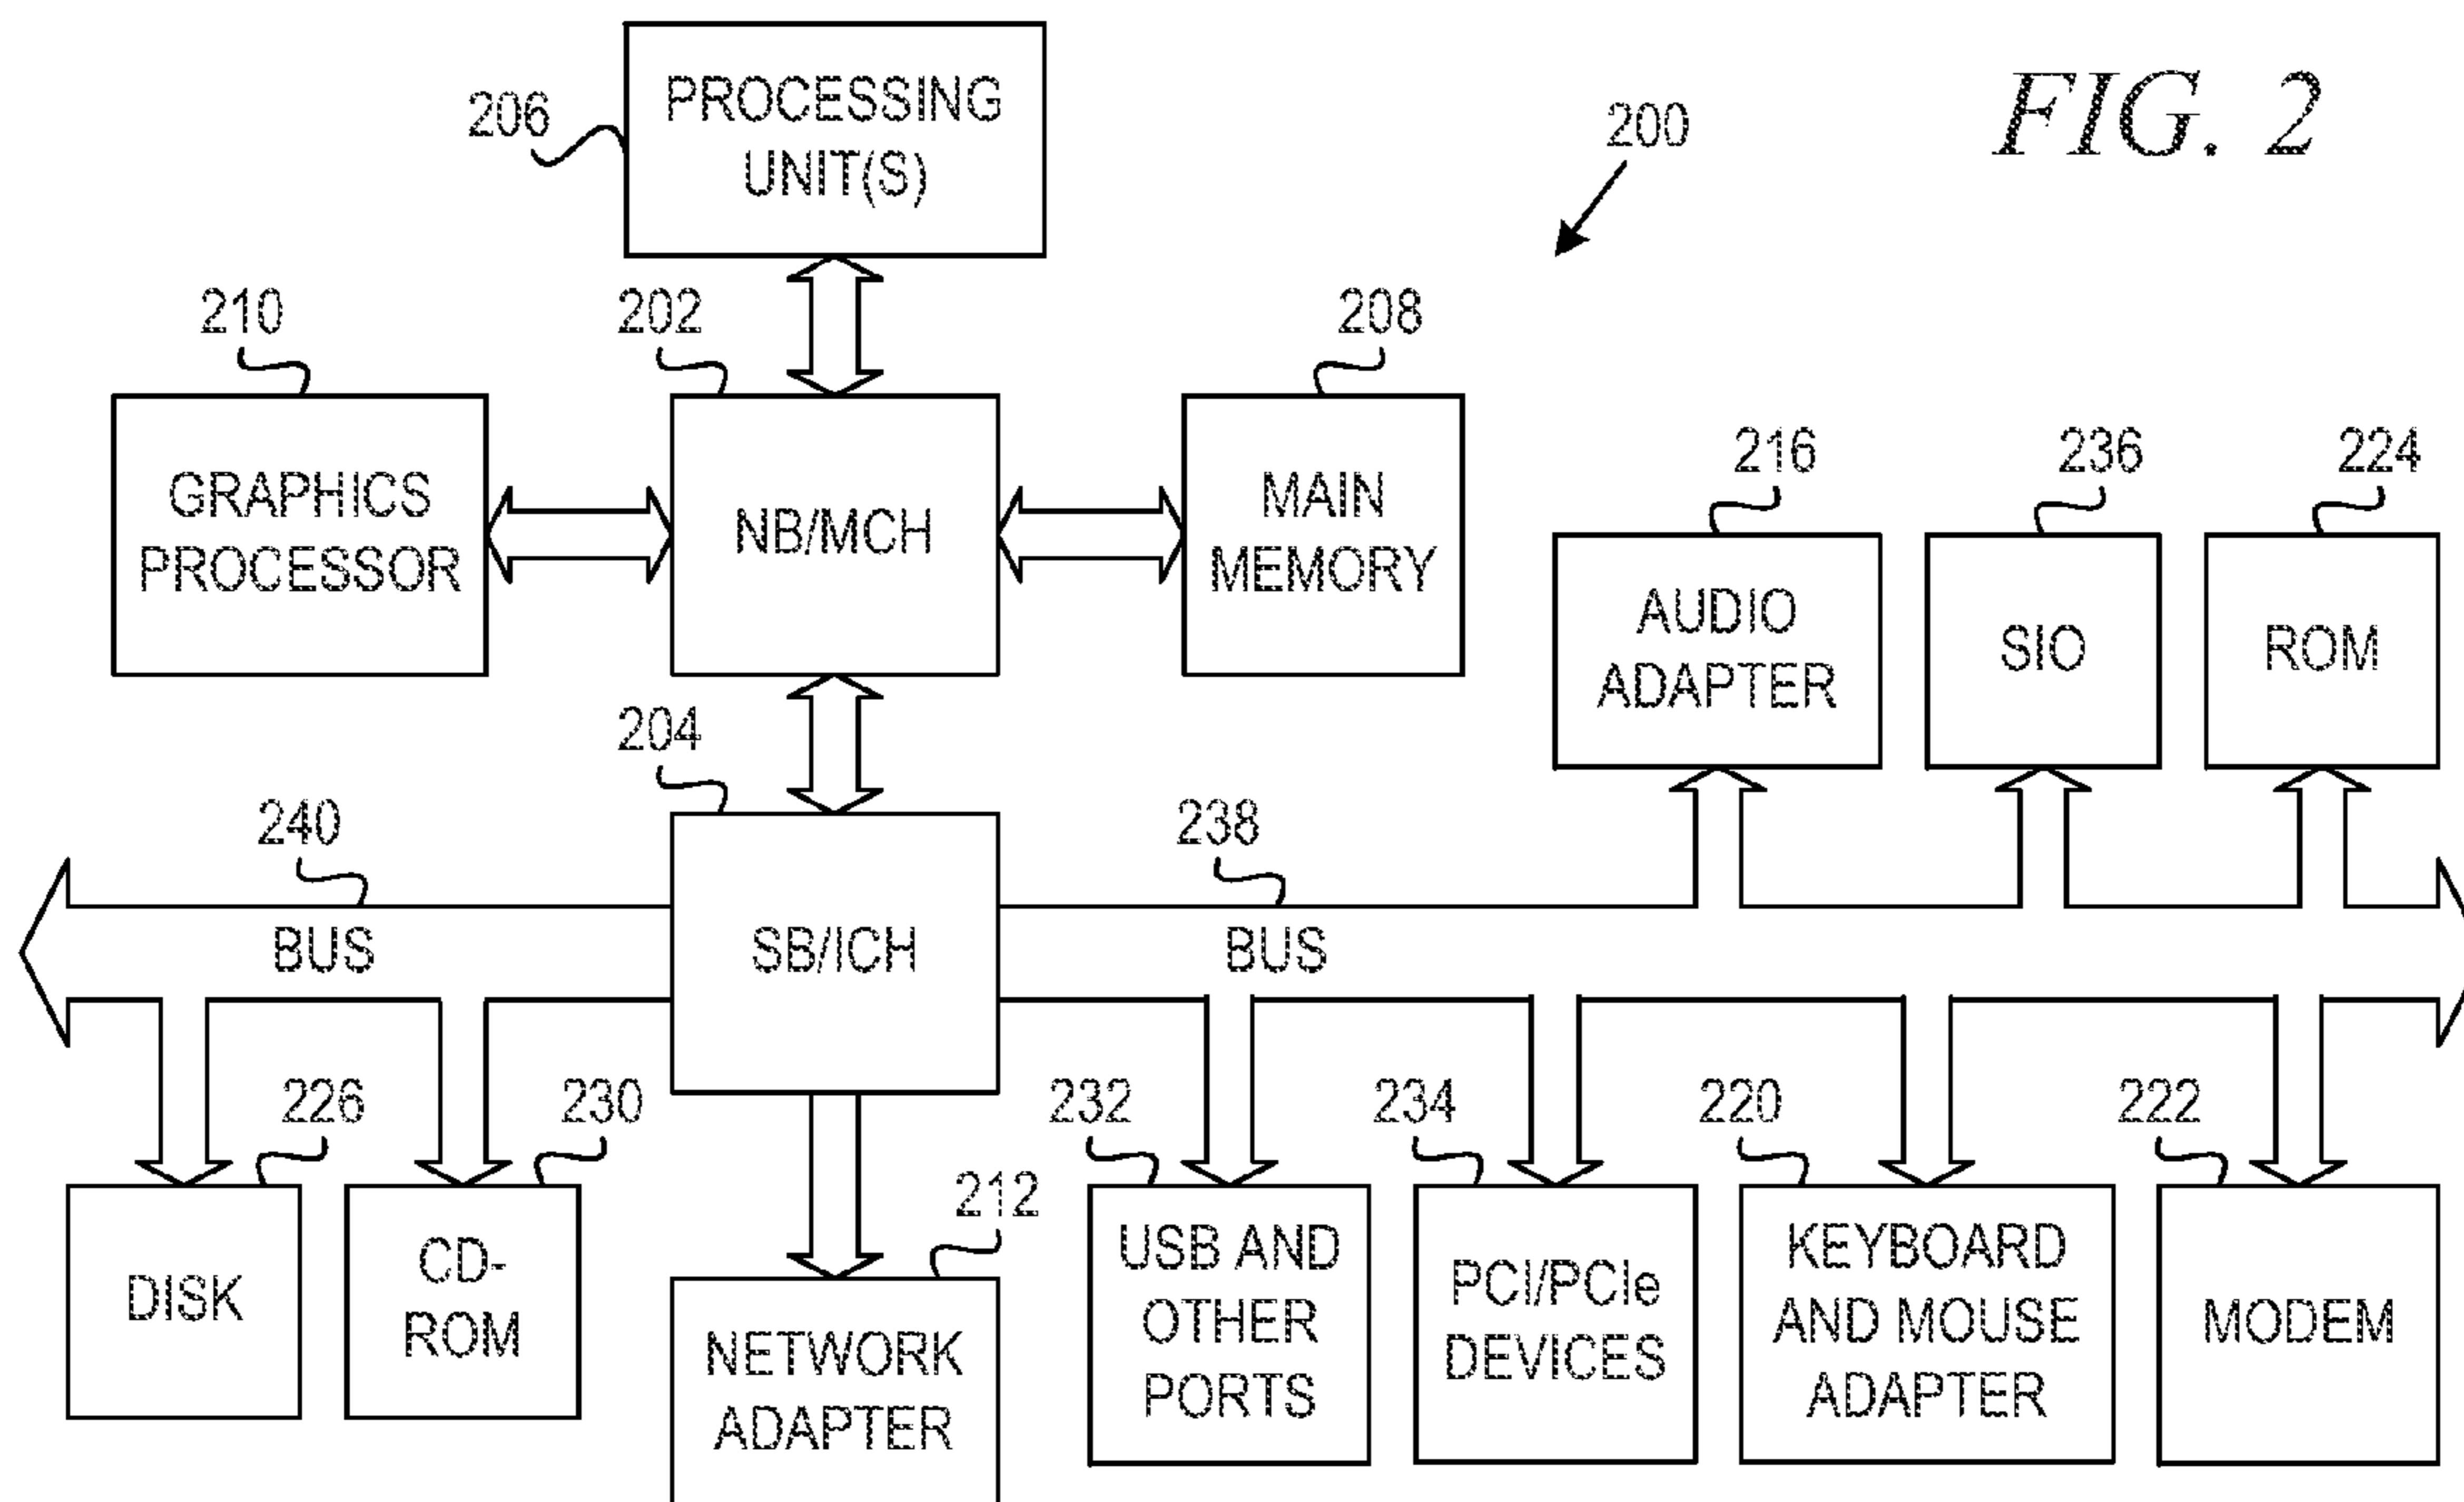 FIG. 2
200
206
PROCESSING
UNIT(S)
210
202
208
GRAPHICS
PROCESSOR
NB/MCH
MAIN
MEMORY
216
236
224
AUDIO
ADAPTER
SIO
ROM
204
240
238
BUS
SB/ICH
BUS
226
230
212
232
234
220
222
DISK
CD-
ROM
NETWORK
ADAPTER
USB AND
OTHER
PORTS
PCI/PCIe
DEVICES
KEYBOARD
AND MOUSE
ADAPTER
MODEM